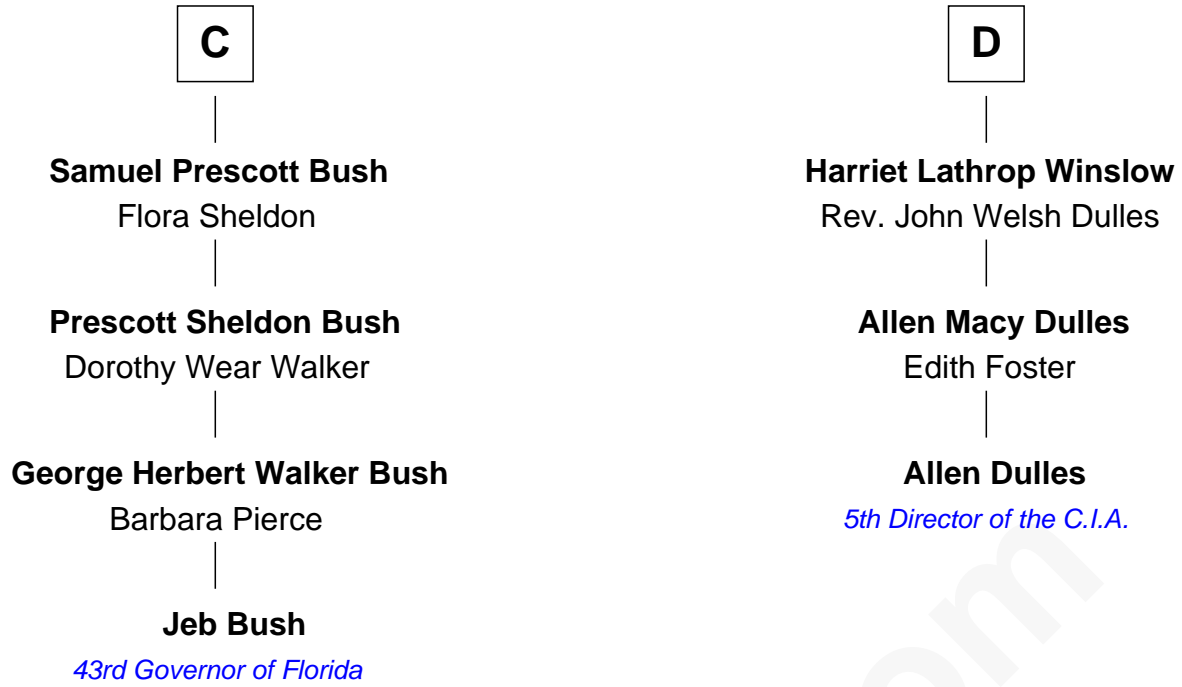 C
Samuel Prescott Bush
Flora Sheldon
Prescott Sheldon Bush
Dorothy Wear Walker
George Herbert Walker Bush
Barbara Pierce
Jeb Bush
43rd Governor of Florida
D
Harriet Lathrop Winslow
Rev. John Welsh Dulles
Allen Macy Dulles
Edith Foster
Allen Dulles
5th Director of the C.I.A.